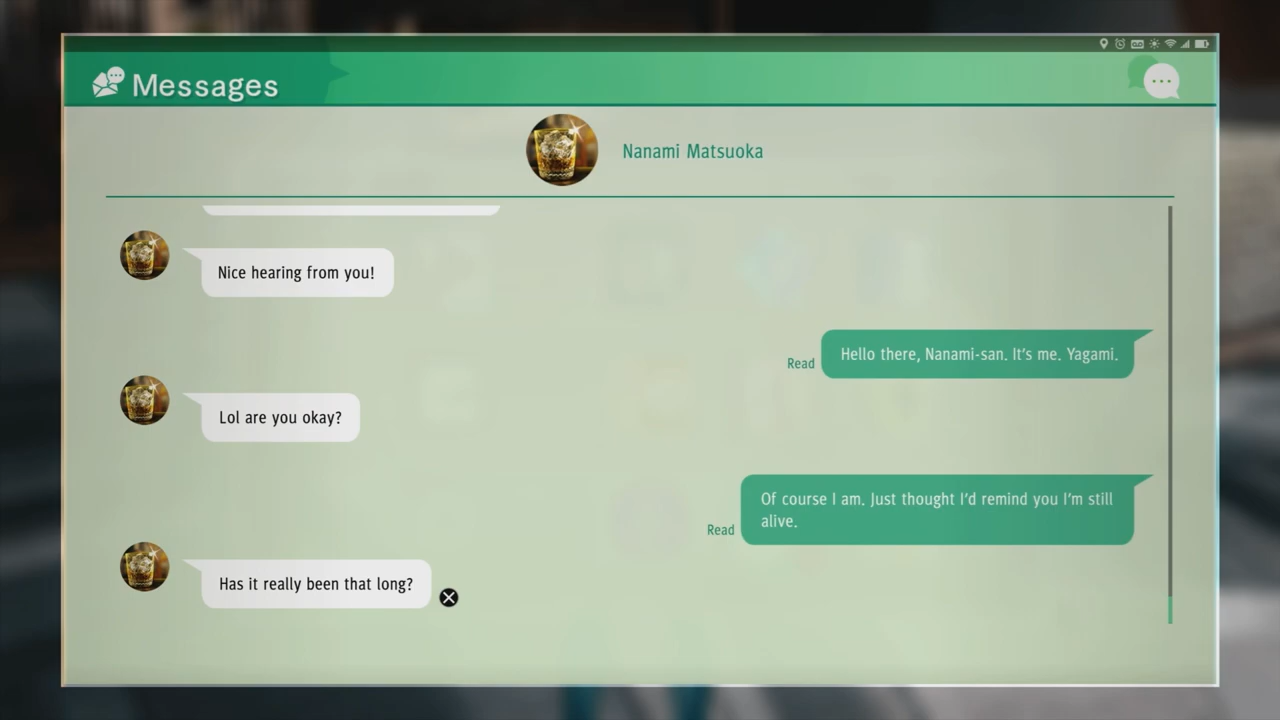 Messages
Nanami Matsuoka
Nice hearing from you!
Hello there, Nanami-san. It's me. Yagami.
Read
Lol are you okay?
Of course I am. Just thought I'd remind you I'm still
alive.
Read
Has it really been that long?